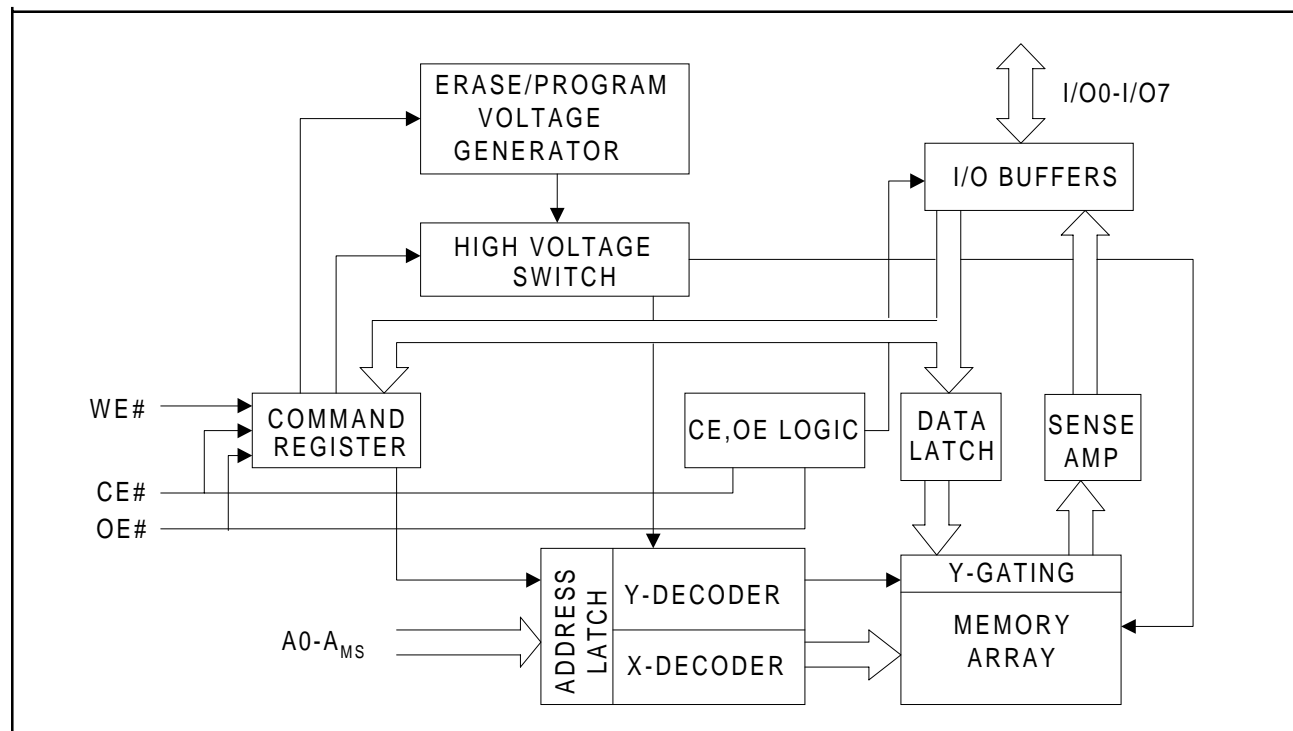 ERASE/PROGRAM
VOLTAGE
GENERATOR
I/O0-I/O7
I/O BUFFERS
HIGH VOLTAGE
SWITCH
WE#
COMMAND
REGISTER
CE,OE LOGIC
DATA
LATCH
SENSE
AMP
CE#
OE#
ADDRESS
LATCH
Y-DECODER
Y-GATING
A0-AMS
X-DECODER
MEMORY
ARRAY